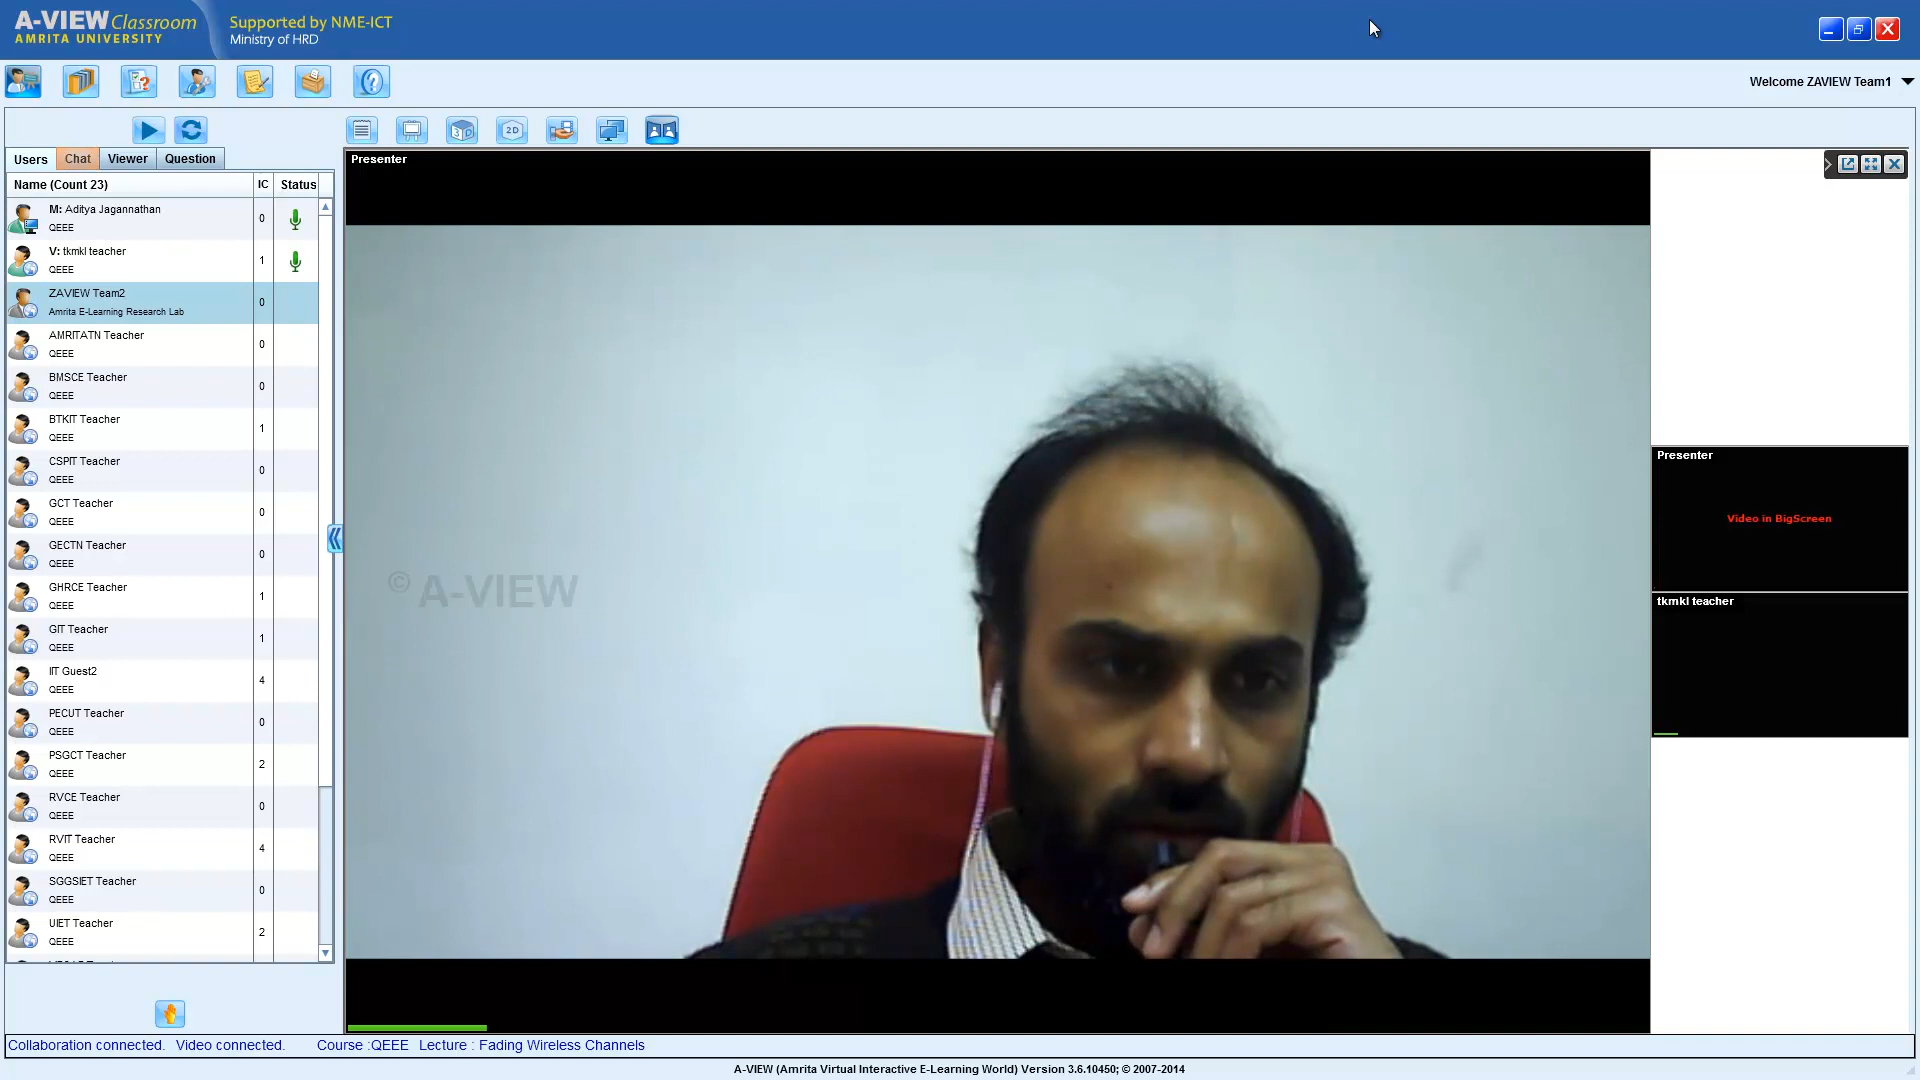 A-VIEW Classroom
AMRITA UNIVERSITY
Supported by NME-ICT
Ministry of HRD
Welcome ZAVIEW Team1
3D
2D
Users
Chat
Viewer
Question
Name (Count 23)
IC
Status
M: Aditya Jagannathan
QEEE
0
V: tkmkl teacher
QEEE
1
ZAVIEW Team2
Amrita E-Learning Research Lab
0
AMRITATN Teacher
QEEE
0
BMSCE Teacher
QEEE
0
BTKIT Teacher
QEEE
1
CSPIT Teacher
QEEE
0
GCT Teacher
QEEE
0
GECTN Teacher
QEEE
0
GHRCE Teacher
QEEE
1
GIT Teacher
QEEE
1
IIT Guest2
QEEE
4
PECUT Teacher
QEEE
0
PSGCT Teacher
QEEE
2
RVCE Teacher
QEEE
0
RVIT Teacher
QEEE
4
SGGSIET Teacher
QEEE
0
UIET Teacher
QEEE
2
Presenter
© A-VIEW
Presenter
Video in BigScreen
tkmkl teacher
Collaboration connected. Video connected. Course :QEEE Lecture : Fading Wireless Channels
A-VIEW (Amrita Virtual Interactive E-Learning World) Version 3.6.10450; © 2007-2014